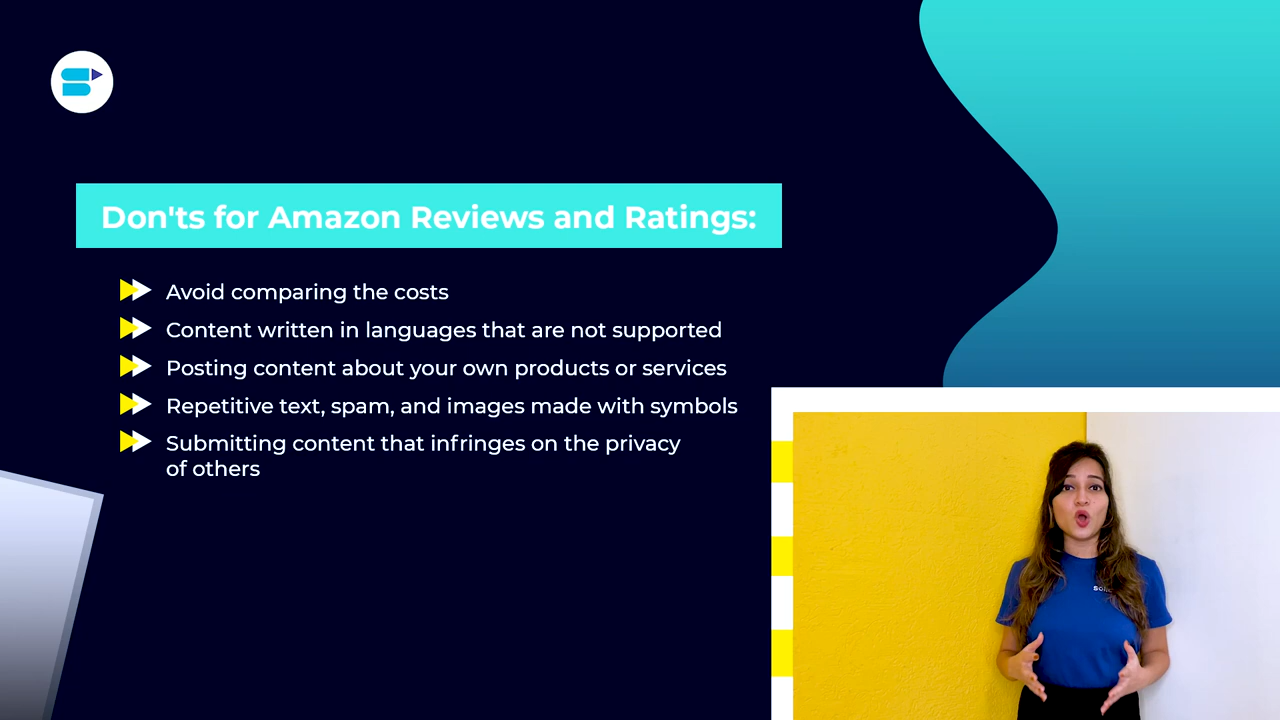 Don'ts for Amazon Reviews and Ratings:
Avoid comparing the costs
Content written in languages that are not supported
Posting content about your own products or services
Repetitive text, spam, and images made with symbols
Submitting content that infringes on the privacy
of others